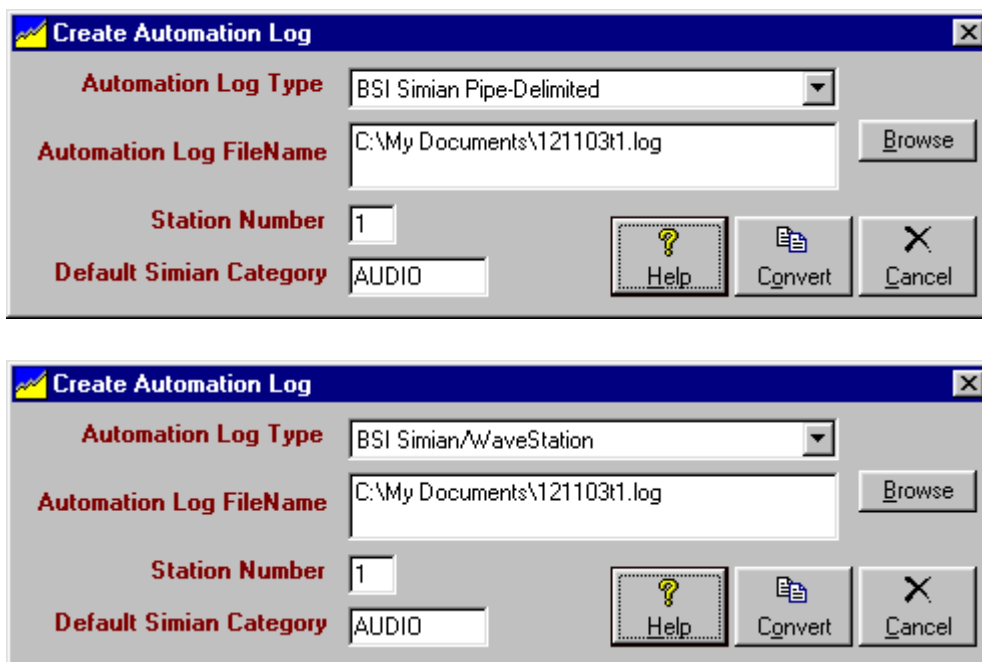 Create Automation Log
Automation Log Type BSI Simian Pipe-Delimited
Automation Log FileName C:\My Documents\121103t1.log Browse
Station Number 1
Default Simian Category AUDIO Help Convert Cancel
Create Automation Log
Automation Log Type BSI Simian/WaveStation
Automation Log FileName C:\My Documents\121103t1.log Browse
Station Number 1
Default Simian Category AUDIO Help Convert Cancel